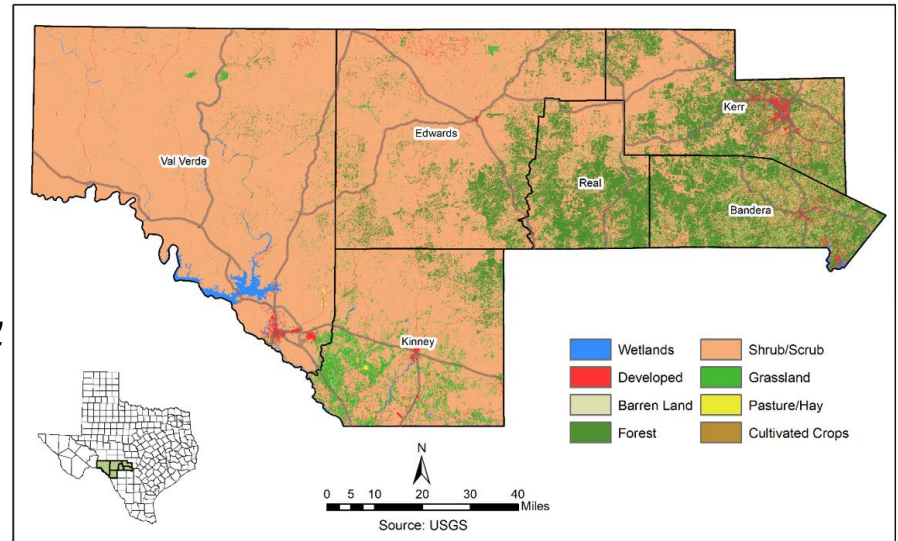 Kerr
Edwards
Val Verde
Real
Bandera
Kinney
Wetlands
Shrub/Scrub
Developed
Grassland
Barren Land
Pasture/Hay
Forest
Cultivated Crops
N
0 5 10 20 30 40
Miles
Source: USGS